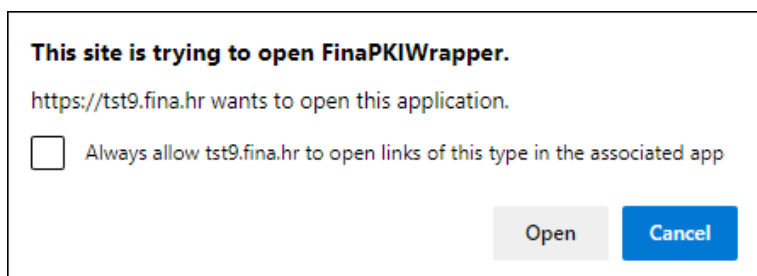 This site is trying to open FinaPKIWrapper.
https://tst9.fina.hr wants to open this application.
Always allow tst9.fina.hr to open links of this type in the associated app
Open
Cancel